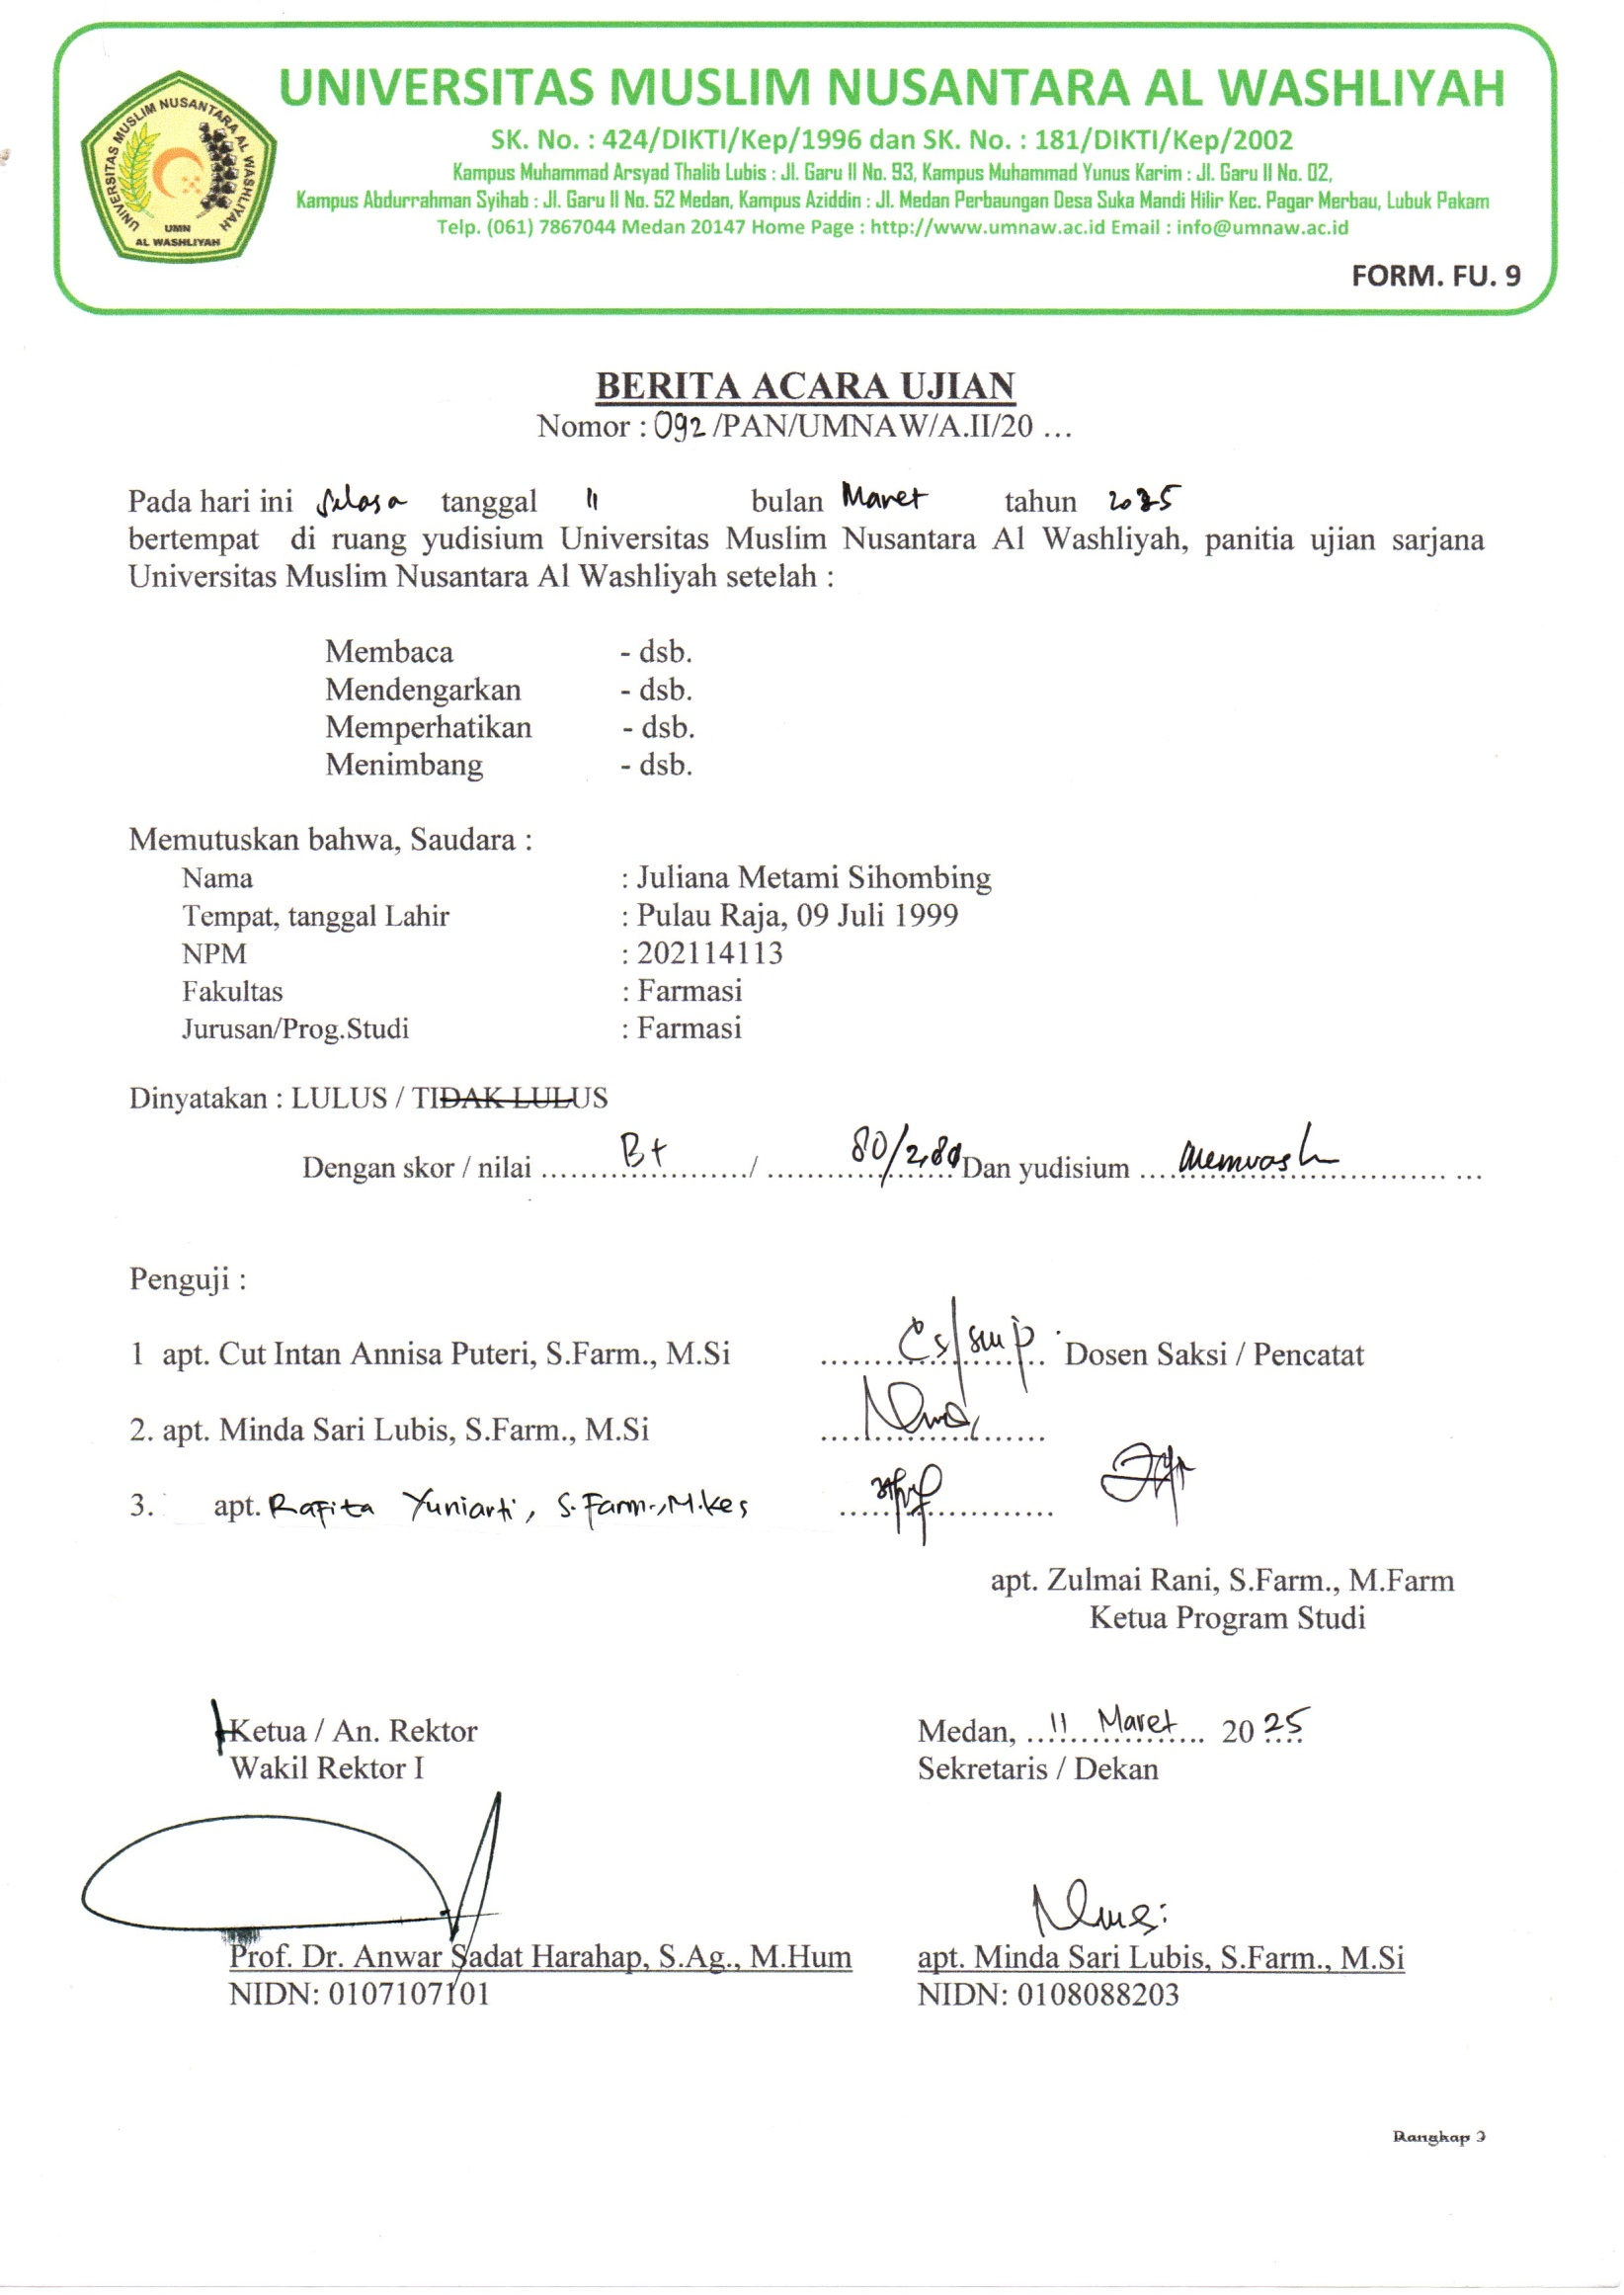 UNIVERSITAS MUSLIM NUSANTARA AL WASHLIYAH
UMN
AL WASHLIYAH
UNIVERSITAS MUSLIM NUSANTARA AL WASHLIYAH
SK. No. : 424/DIKTI/Kep/1996 dan SK. No. : 181/DIKTI/Kep/2002
Kampus Muhammad Arsyad Thalib Lubis : Jl. Garu II No. 93, Kampus Muhammad Yunus Karim : Jl. Garu II No. 02,
Kampus Abdurrahman Syihab : Jl. Garu II No. 52 Medan, Kampus Aziddin : Jl. Medan Perbaungan Desa Suka Mandi Hilir Kec. Pagar Merbau, Lubuk Pakam
Telp. (061) 7867044 Medan 20147 Home Page : http://www.umnaw.ac.id Email : info@umnaw.ac.id
FORM. FU. 9
BERITA ACARA UJIAN
Nomor : 092 /PAN/UMNAW/A.II/20 ...
Pada hari ini Selasa tanggal 11 bulan Maret tahun 2025
bertempat di ruang yudisium Universitas Muslim Nusantara Al Washliyah, panitia ujian sarjana
Universitas Muslim Nusantara Al Washliyah setelah :
Membaca - dsb.
Mendengarkan - dsb.
Memperhatikan - dsb.
Menimbang - dsb.
Memutuskan bahwa, Saudara :
Nama : Juliana Metami Sihombing
Tempat, tanggal Lahir : Pulau Raja, 09 Juli 1999
NPM : 202114113
Fakultas : Farmasi
Jurusan/Prog.Studi : Farmasi
Dinyatakan : LULUS / TIDAK LULUS
Dengan skor / nilai ..... B+ ..... / ..... 80/2,80 Dan yudisium ..... .....
Penguji :
1 apt. Cut Intan Annisa Puteri, S.Farm., M.Si ..... Dosen Saksi / Pencatat
2. apt. Minda Sari Lubis, S.Farm., M.Si .....
3. apt. Rafita Yuniarti, S.Farm., M.Kes .....
apt. Zulmai Rani, S.Farm., M.Farm
Ketua Program Studi
Ketua / An. Rektor
Wakil Rektor I
Medan, 11 Maret 2025
Sekretaris / Dekan
Prof. Dr. Anwar Sadat Harahap, S.Ag., M.Hum
NIDN: 0107107101
apt. Minda Sari Lubis, S.Farm., M.Si
NIDN: 0108088203
Rangkap 3